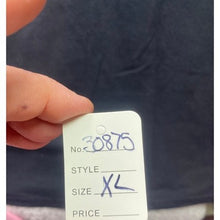 No. 30875
STYLE
SIZE XL
PRICE